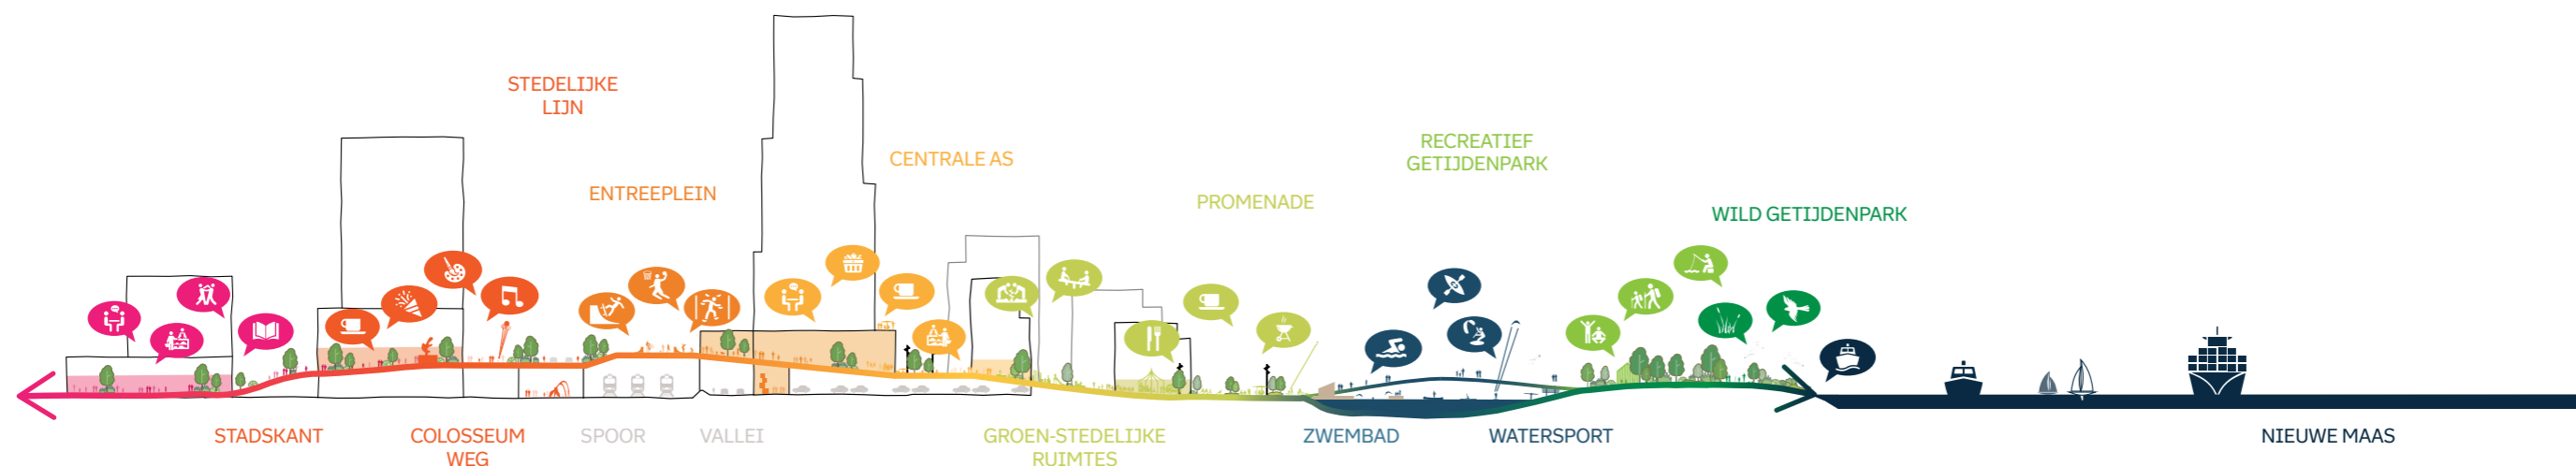 STEDELIJKE
LIJN
ENTREEPLEIN
CENTRALE AS
PROMENADE
RECREATIEF
GETIJDENPARK
WILD GETIJDENPARK
STADSKANT
COLOSSEUM
WEG
SPOOR
VALLEI
GROEN-STEDELIJKE
RUIMTES
ZWEMBAD
WATERSPORT
NIEUWE MAAS